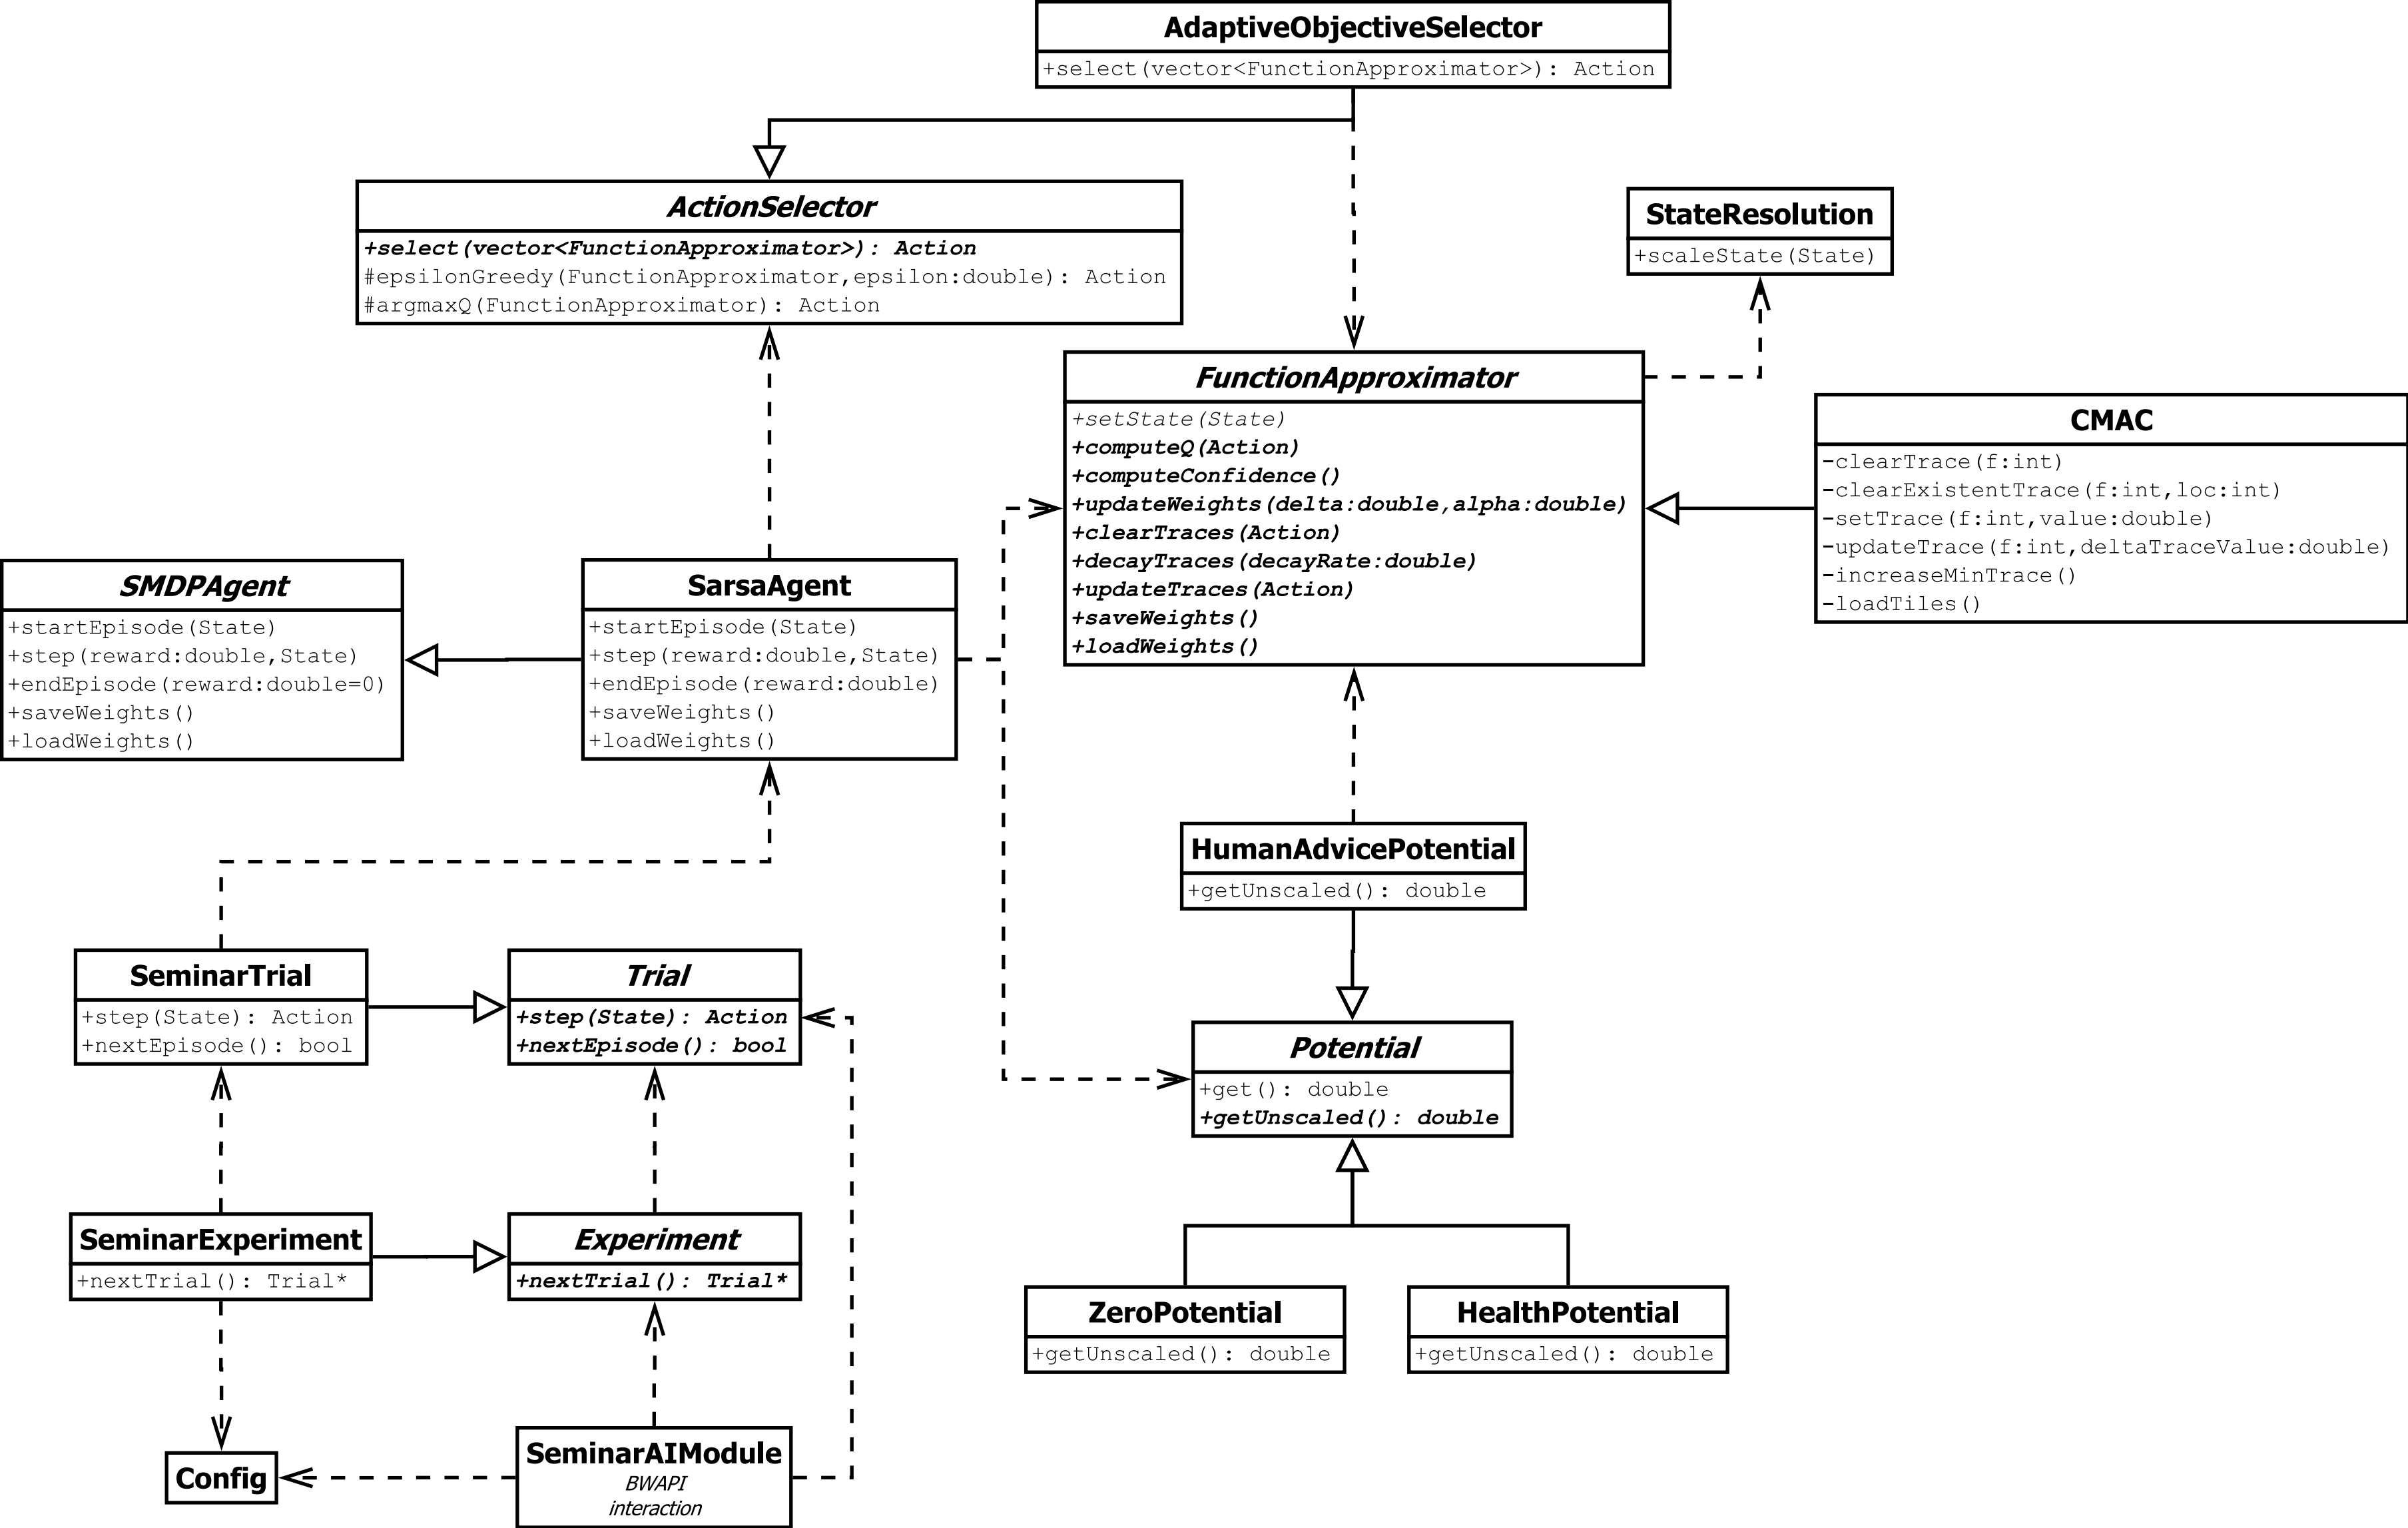 AdaptiveObjectiveSelector
+select(vector<FunctionApproximator>): Action
ActionSelector
+select(vector<FunctionApproximator>): Action
#epsilonGreedy(FunctionApproximator,epsilon:double): Action
#argmaxQ(FunctionApproximator): Action
StateResolution
+scaleState(State)
FunctionApproximator
+setState(State)
+computeQ(Action)
+computeConfidence()
+updateWeights(delta:double,alpha:double)
+clearTraces(Action)
+decayTraces(decayRate:double)
+updateTraces(Action)
+saveWeights()
+loadWeights()
CMAC
-clearTrace(f:int)
-clearExistentTrace(f:int,loc:int)
-setTrace(f:int,value:double)
-updateTrace(f:int,deltaTraceValue:double)
-increaseMinTrace()
-loadTiles()
SMDPAgent
+startEpisode(State)
+step(reward:double,State)
+endEpisode(reward:double=0)
+saveWeights()
+loadWeights()
SarsaAgent
+startEpisode(State)
+step(reward:double,State)
+endEpisode(reward:double)
+saveWeights()
+loadWeights()
HumanAdvicePotential
+getUnscaled(): double
SeminarTrial
+step(State): Action
+nextEpisode(): bool
Trial
+step(State): Action
+nextEpisode(): bool
Potential
+get(): double
+getUnscaled(): double
SeminarExperiment
+nextTrial(): Trial*
Experiment
+nextTrial(): Trial*
ZeroPotential
+getUnscaled(): double
HealthPotential
+getUnscaled(): double
Config
SeminarAIModule
BWAPI
interaction